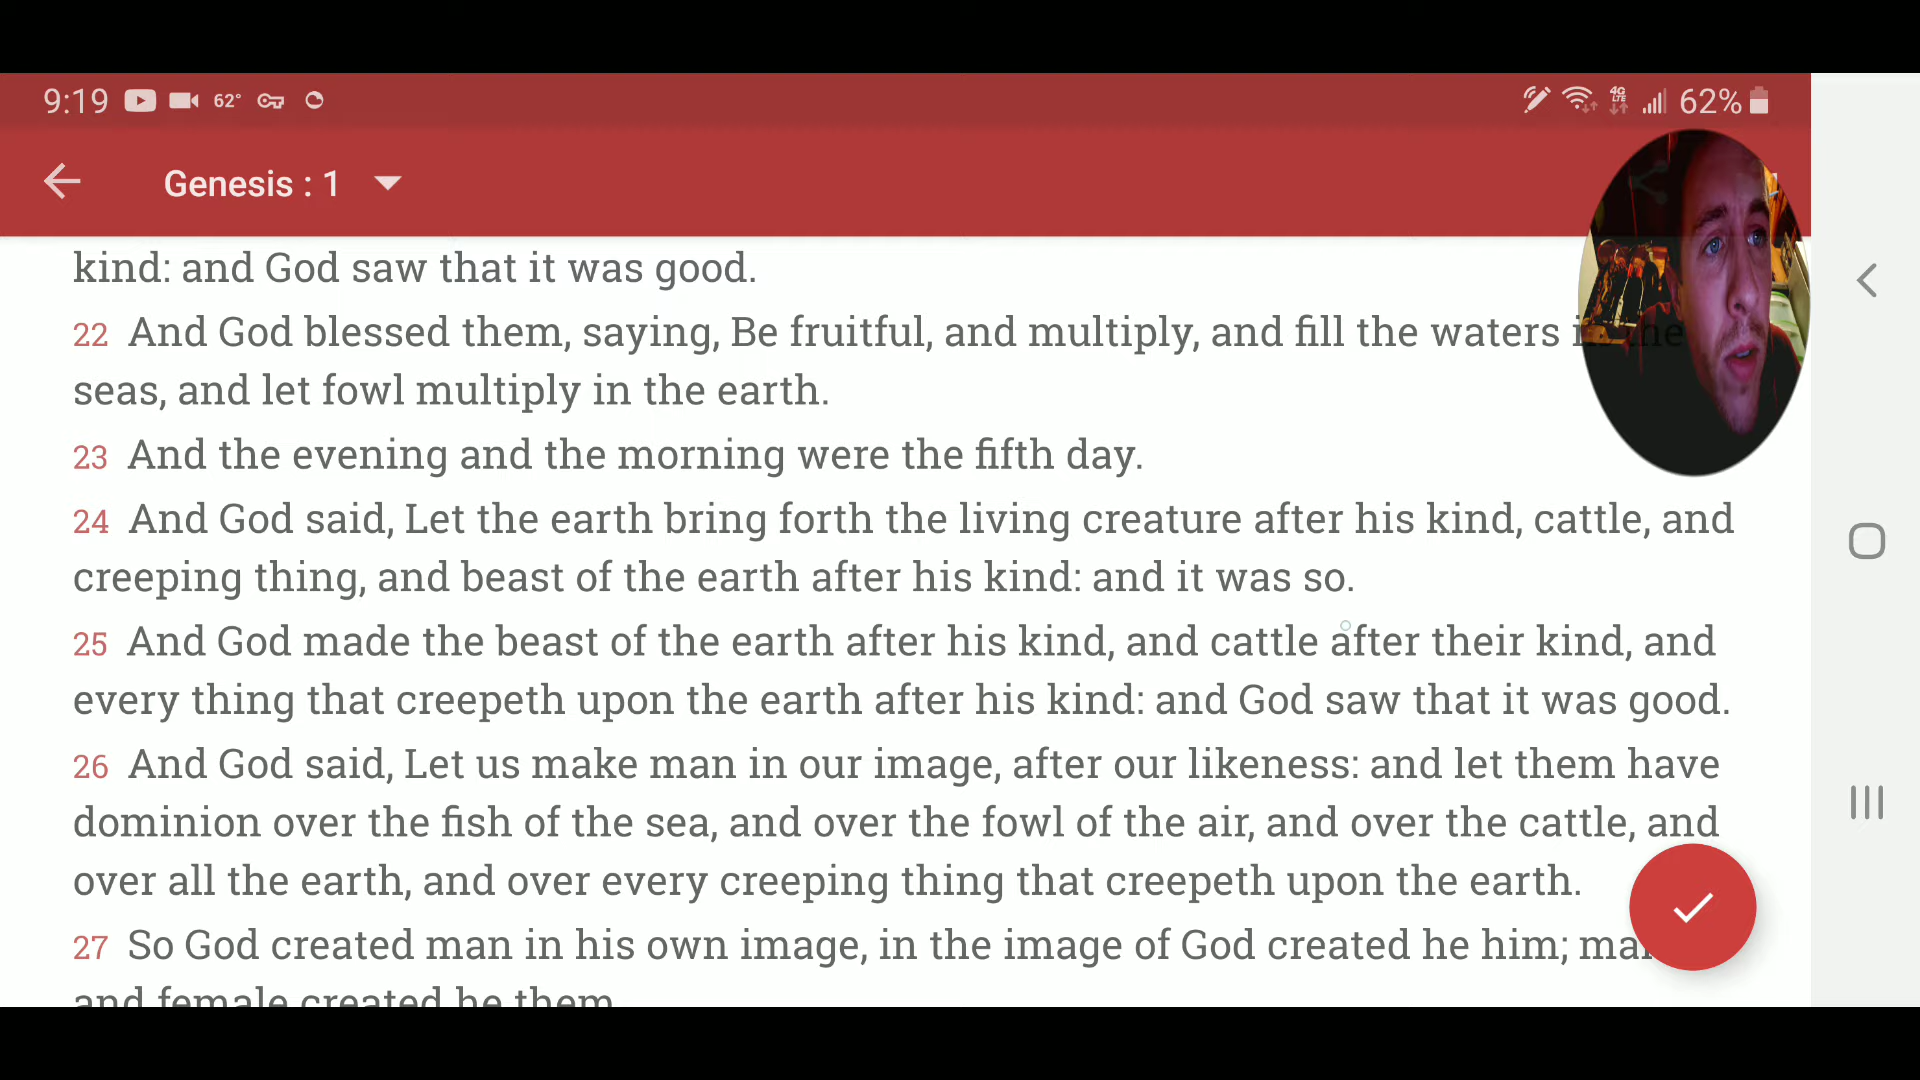 9:19 62° 4G LTE 62%
Genesis : 1
kind: and God saw that it was good.
22 And God blessed them, saying, Be fruitful, and multiply, and fill the waters
seas, and let fowl multiply in the earth.
23 And the evening and the morning were the fifth day.
24 And God said, Let the earth bring forth the living creature after his kind, cattle, and
creeping thing, and beast of the earth after his kind: and it was so.
25 And God made the beast of the earth after his kind, and cattle after their kind, and
every thing that creepeth upon the earth after his kind: and God saw that it was good.
26 And God said, Let us make man in our image, after our likeness: and let them have
dominion over the fish of the sea, and over the fowl of the air, and over the cattle, and
over all the earth, and over every creeping thing that creepeth upon the earth.
27 So God created man in his own image, in the image of God created he him;
and female created he them